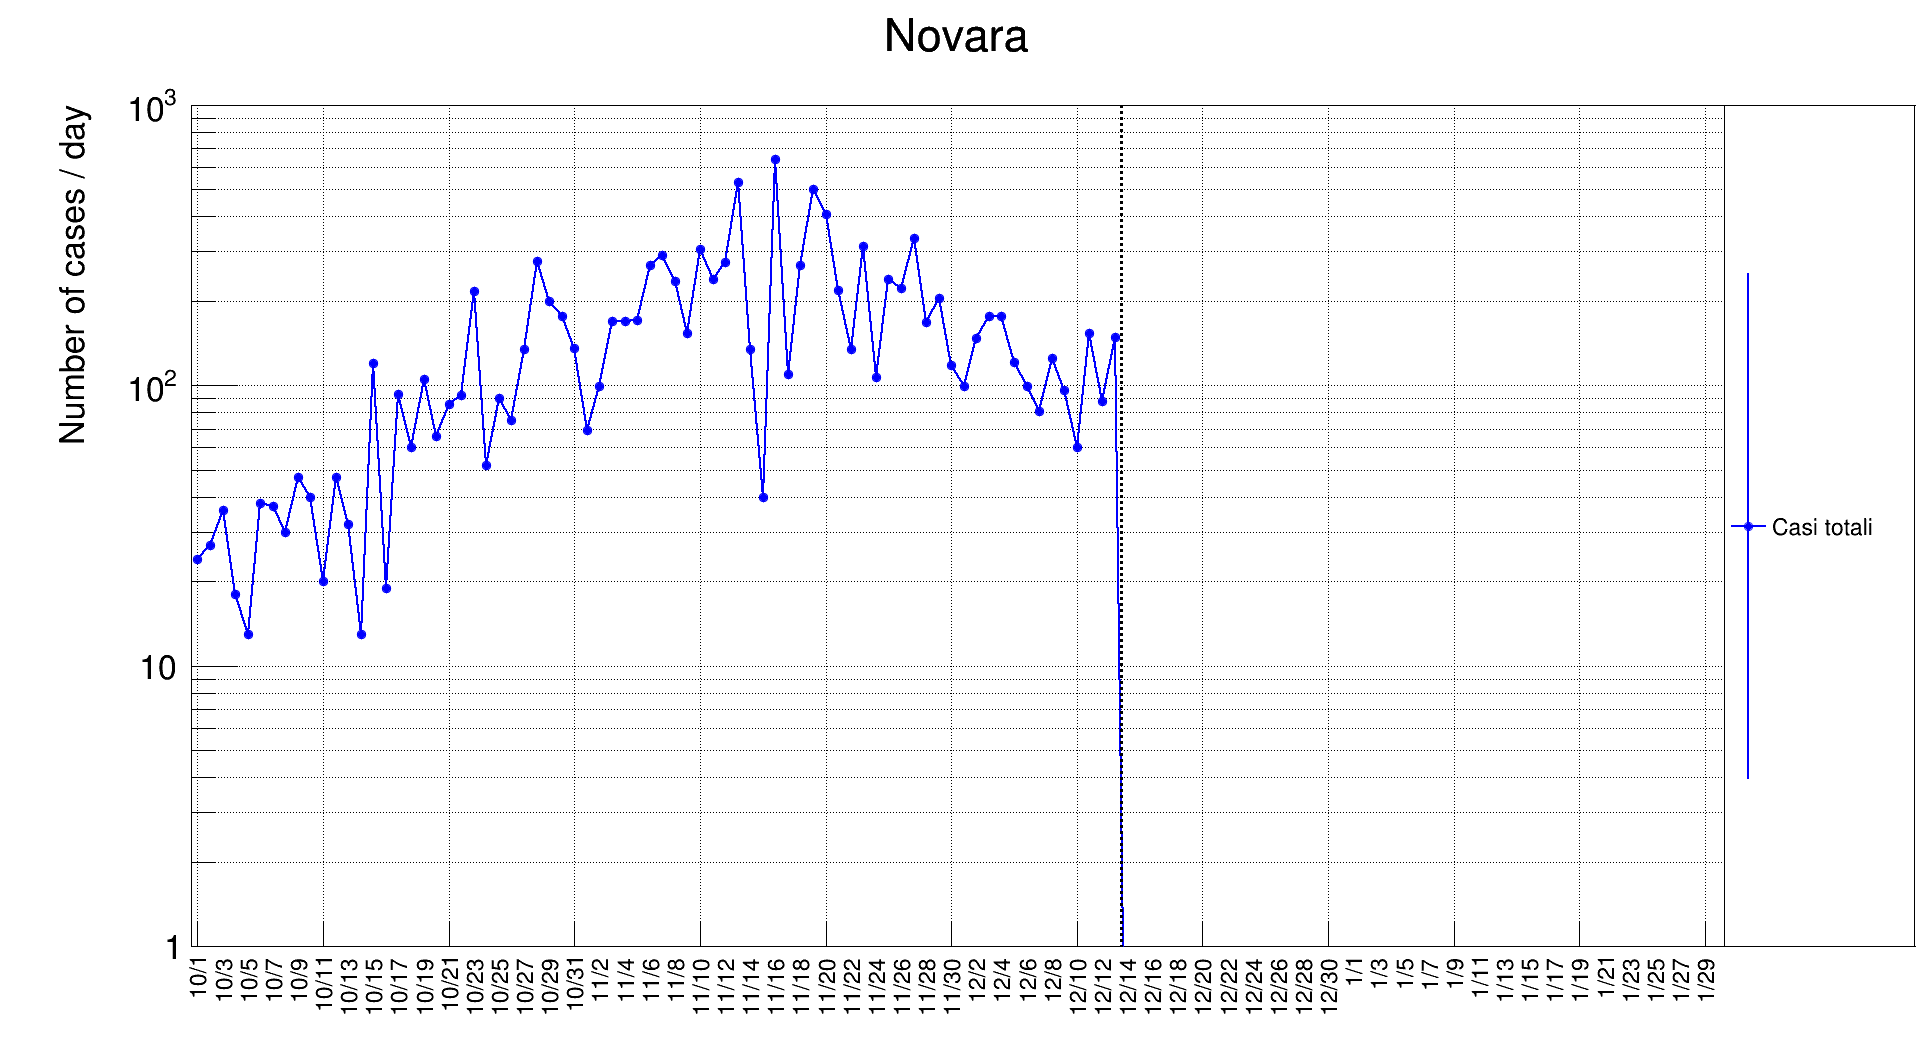 Novara
Number of cases / day
10³
10²
10
1
10/1 10/3 10/5 10/7 10/9 10/11 10/13 10/15 10/17 10/19 10/21 10/23 10/25 10/27 10/29 10/31 11/2 11/4 11/6 11/8 11/10 11/12 11/14 11/16 11/18 11/20 11/22 11/24 11/26 11/28 11/30 12/2 12/4 12/6 12/8 12/10 12/12 12/14 12/16 12/18 12/20 12/22 12/24 12/26 12/28 12/30 1/1 1/3 1/5 1/7 1/9 1/11 1/13 1/15 1/17 1/19 1/21 1/23 1/25 1/27 1/29
Casi totali